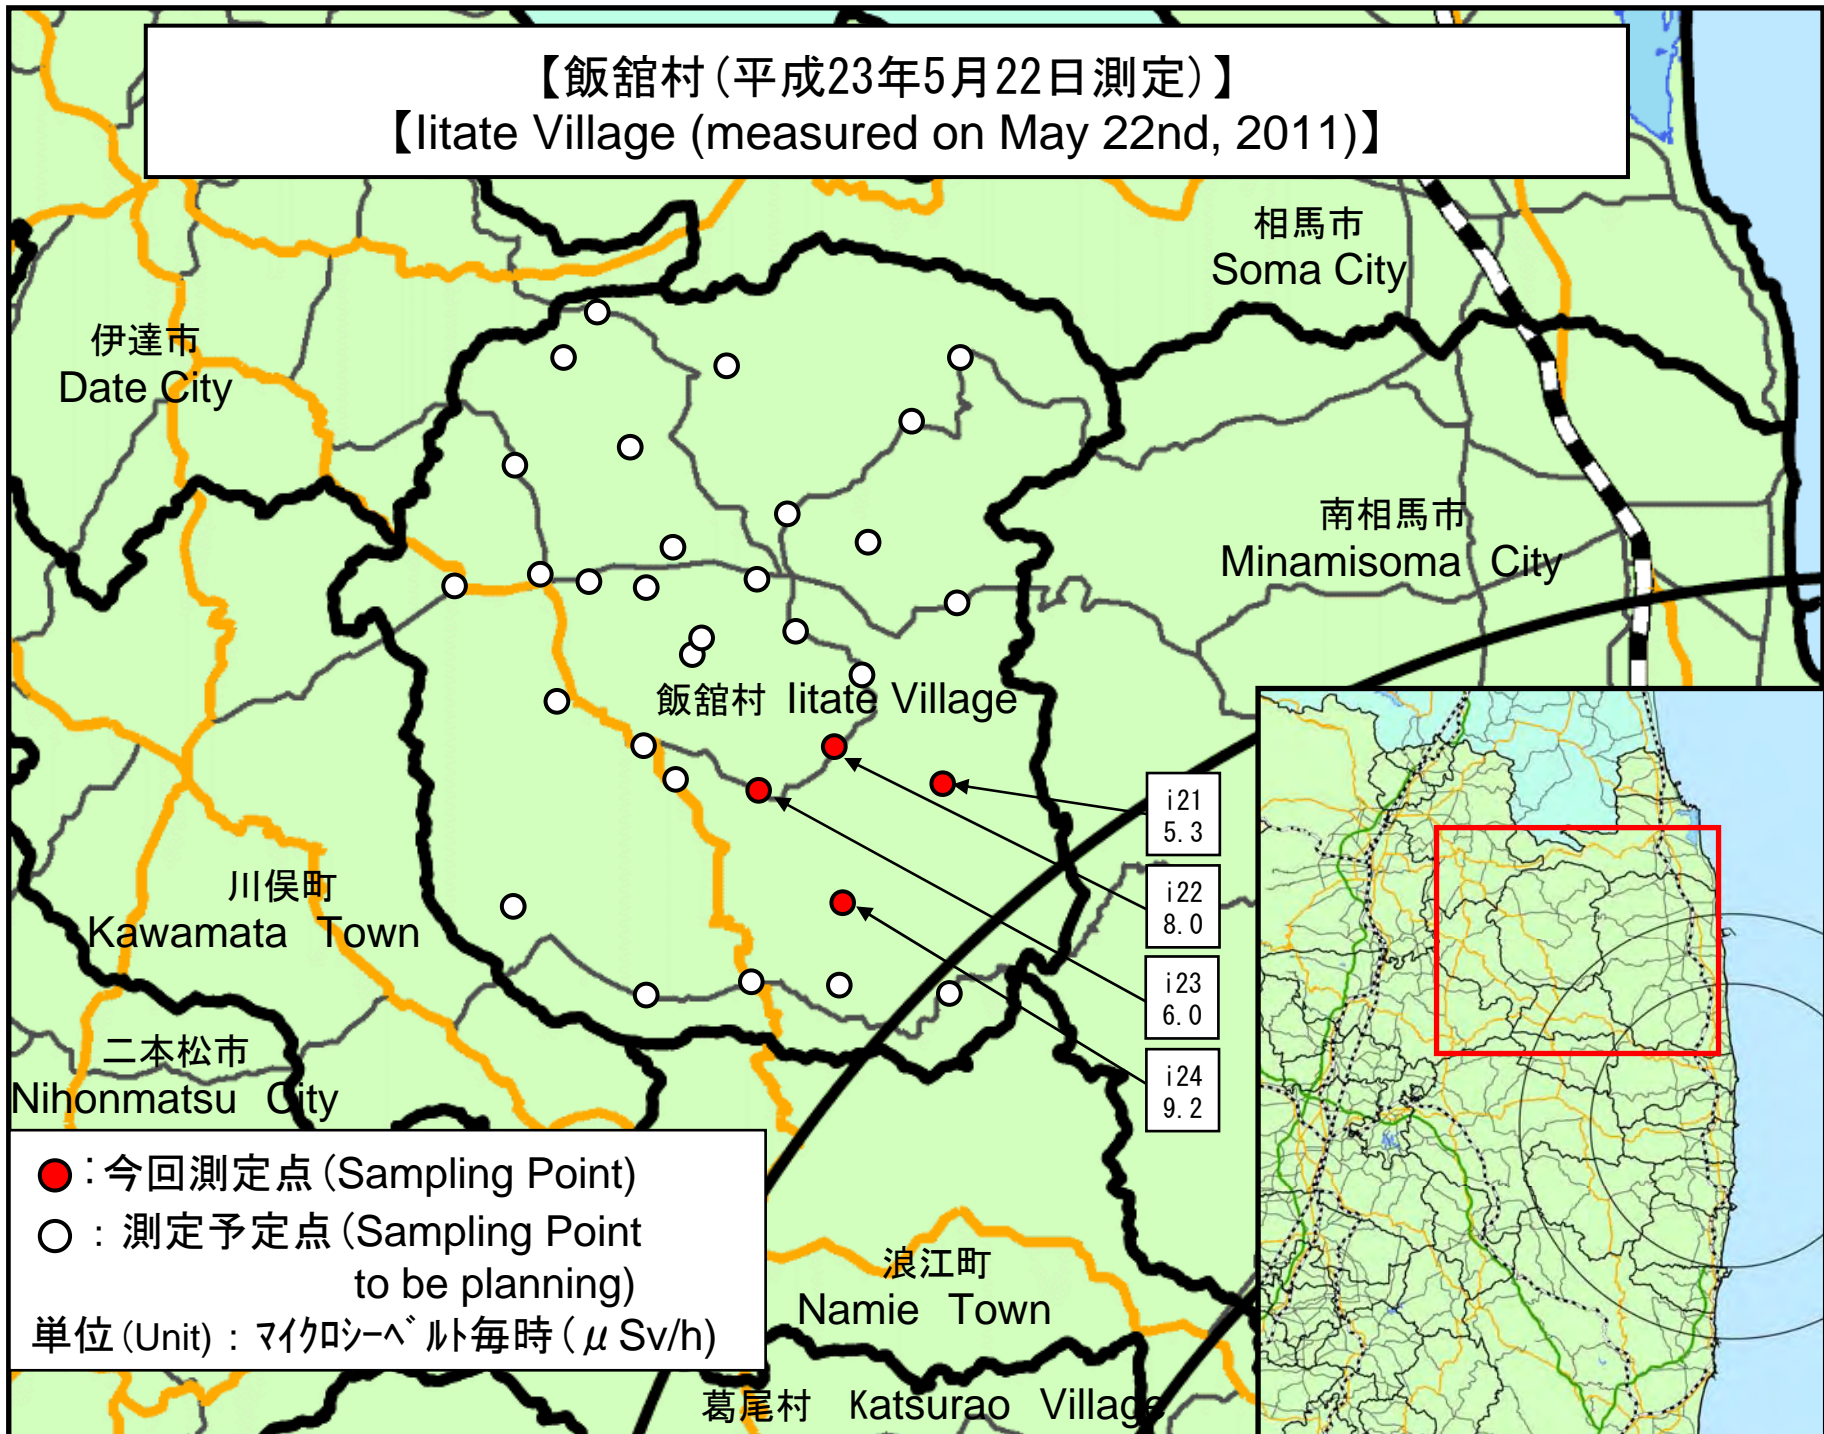 【飯舘村(平成23年5月22日測定)】
【Iitate Village (measured on May 22nd, 2011)】
相馬市
Soma City
伊達市
Date City
南相馬市
Minamisoma City
飯舘村 Iitate Village
i21
5.3
i22
8.0
i23
6.0
i24
9.2
川俣町
Kawamata Town
二本松市
Nihonmatsu City
:今回測定点(Sampling Point)
:測定予定点(Sampling Point
to be planning)
単位(Unit):マイクロシーベルト毎時(μSv/h)
浪江町
Namie Town
葛尾村 Katsurao Village